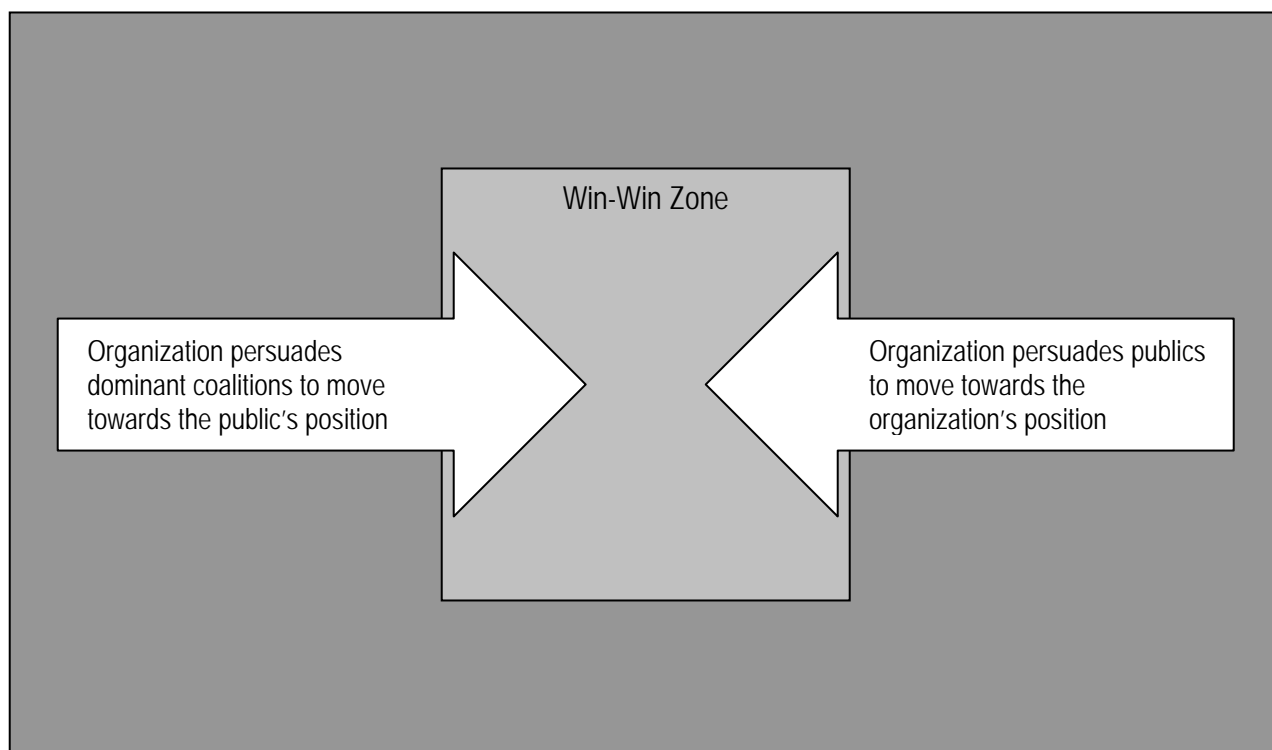 Win-Win Zone
Organization persuades
dominant coalitions to move
towards the public’s position
Organization persuades publics
to move towards the
organization’s position